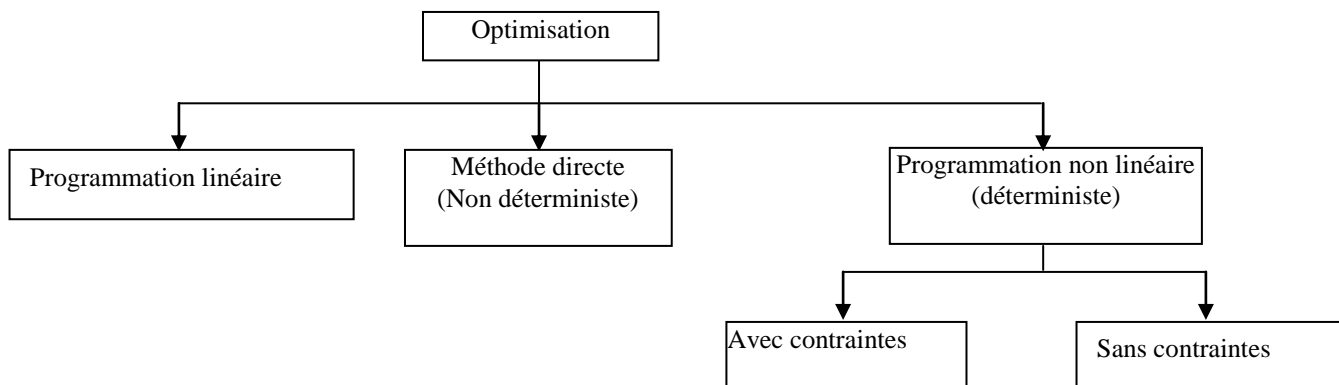 Optimisation
Programmation linéaire
Méthode directe
(Non déterministe)
Programmation non linéaire
(déterministe)
Avec contraintes
Sans contraintes